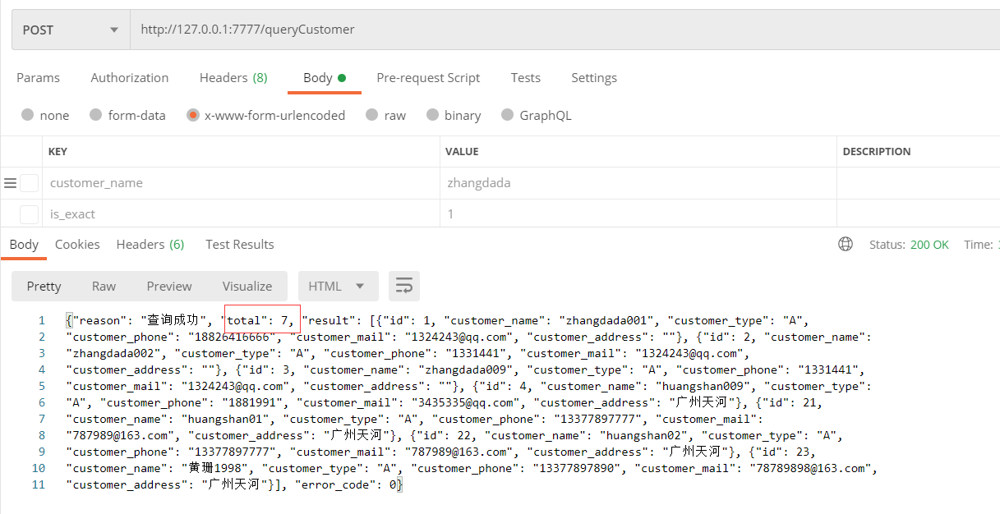 POST http://127.0.0.1:7777/queryCustomer
Params Authorization Headers (8) Body Pre-request Script Tests Settings
none form-data x-www-form-urlencoded raw binary GraphQL
KEY VALUE DESCRIPTION
customer_name zhangdada
is_exact 1
Body Cookies Headers (6) Test Results Status: 200 OK Time:
Pretty Raw Preview Visualize HTML
1 {"reason": "查询成功", "total": 7, "result": [{"id": 1, "customer_name": "zhangdada001", "customer_type": "A",
2 "customer_phone": "18826416666", "customer_mail": "1324243@qq.com", "customer_address": ""}, {"id": 2, "customer_name":
3 "zhangdada002", "customer_type": "A", "customer_phone": "1331441", "customer_mail": "1324243@qq.com",
4 "customer_address": ""}, {"id": 3, "customer_name": "zhangdada009", "customer_type": "A", "customer_phone": "1331441",
5 "customer_mail": "1324243@qq.com", "customer_address": ""}, {"id": 4, "customer_name": "huangshan009", "customer_type":
6 "A", "customer_phone": "1881991", "customer_mail": "3435335@qq.com", "customer_address": "广州天河"}, {"id": 21,
7 "customer_name": "huangshan01", "customer_type": "A", "customer_phone": "13377897777", "customer_mail":
8 "787989@163.com", "customer_address": "广州天河"}, {"id": 22, "customer_name": "huangshan02", "customer_type": "A",
9 "customer_phone": "13377897777", "customer_mail": "787989@163.com", "customer_address": "广州天河"}, {"id": 23,
10 "customer_name": "黄珊1998", "customer_type": "A", "customer_phone": "13377897890", "customer_mail": "78789898@163.com",
11 "customer_address": "广州天河"}], "error_code": 0}